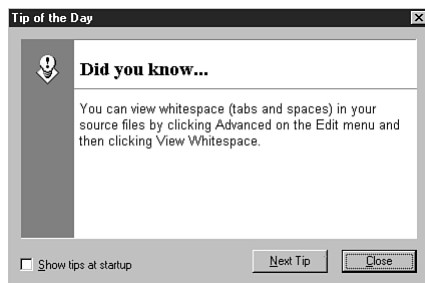 Tip of the Day
Did you know...
You can view whitespace (tabs and spaces) in your
source files by clicking Advanced on the Edit menu and
then clicking View Whitespace.
Show tips at startup
Next Tip
Close